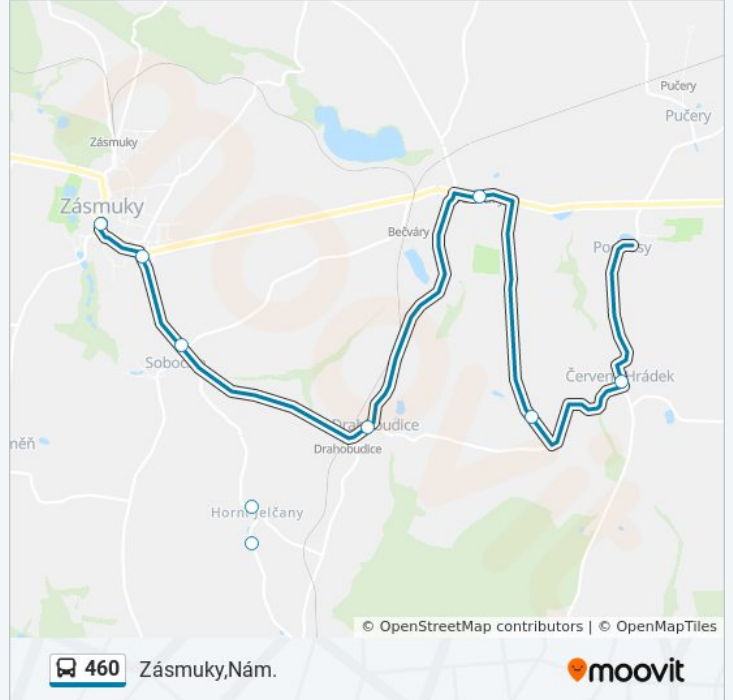 Pučery
Pučery
Zásmuky
Zásmuky
Bečváry
Červený Hrádek
Drahobudice
Drahobudice
Horní Jelčany
© OpenStreetMap contributors | © OpenMapTiles
460 Zásmuky,Nám.
moovit